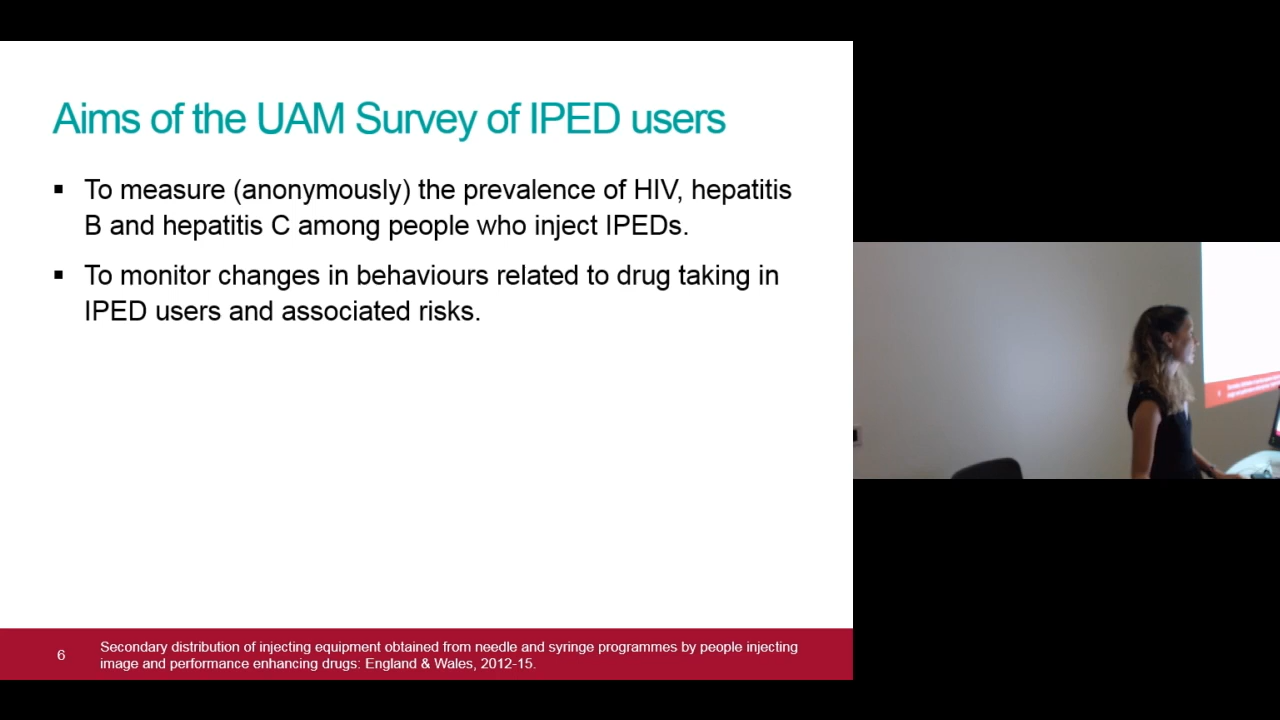 Aims of the UAM Survey of IPED users
▪ To measure (anonymously) the prevalence of HIV, hepatitis
B and hepatitis C among people who inject IPEDs.
▪ To monitor changes in behaviours related to drug taking in
IPED users and associated risks.
6
Secondary distribution of injecting equipment obtained from needle and syringe programmes by people injecting
image and performance enhancing drugs: England & Wales, 2012-15.